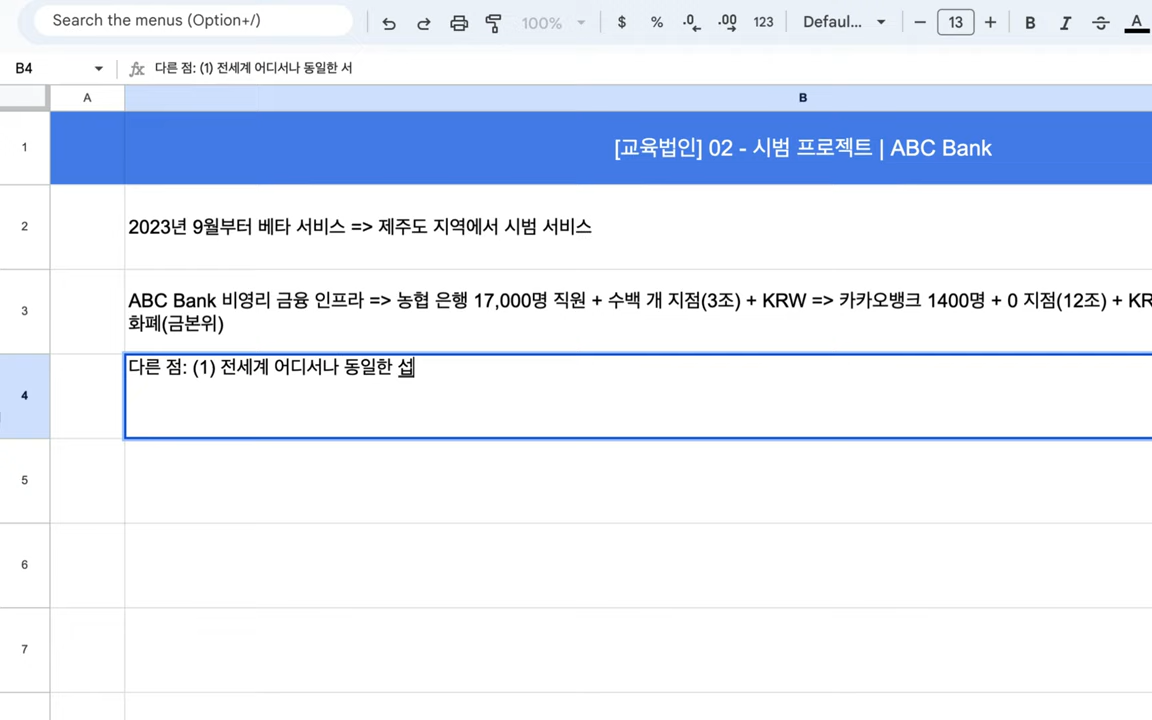 Search the menus (Option+/)
100%
$ % .0 .00 123
Defaul...
13
B I A
B4
fx 다른 점: (1) 전세계 어디서나 동일한 서
A B
1 [교육법인] 02 - 시범 프로젝트 | ABC Bank
2 2023년 9월부터 베타 서비스 => 제주도 지역에서 시범 서비스
3 ABC Bank 비영리 금융 인프라 => 농협 은행 17,000명 직원 + 수백 개 지점(3조) + KRW => 카카오뱅크 1400명 + 0 지점(12조) + KR
화폐(금본위)
4 다른 점: (1) 전세계 어디서나 동일한 섭
5
6
7